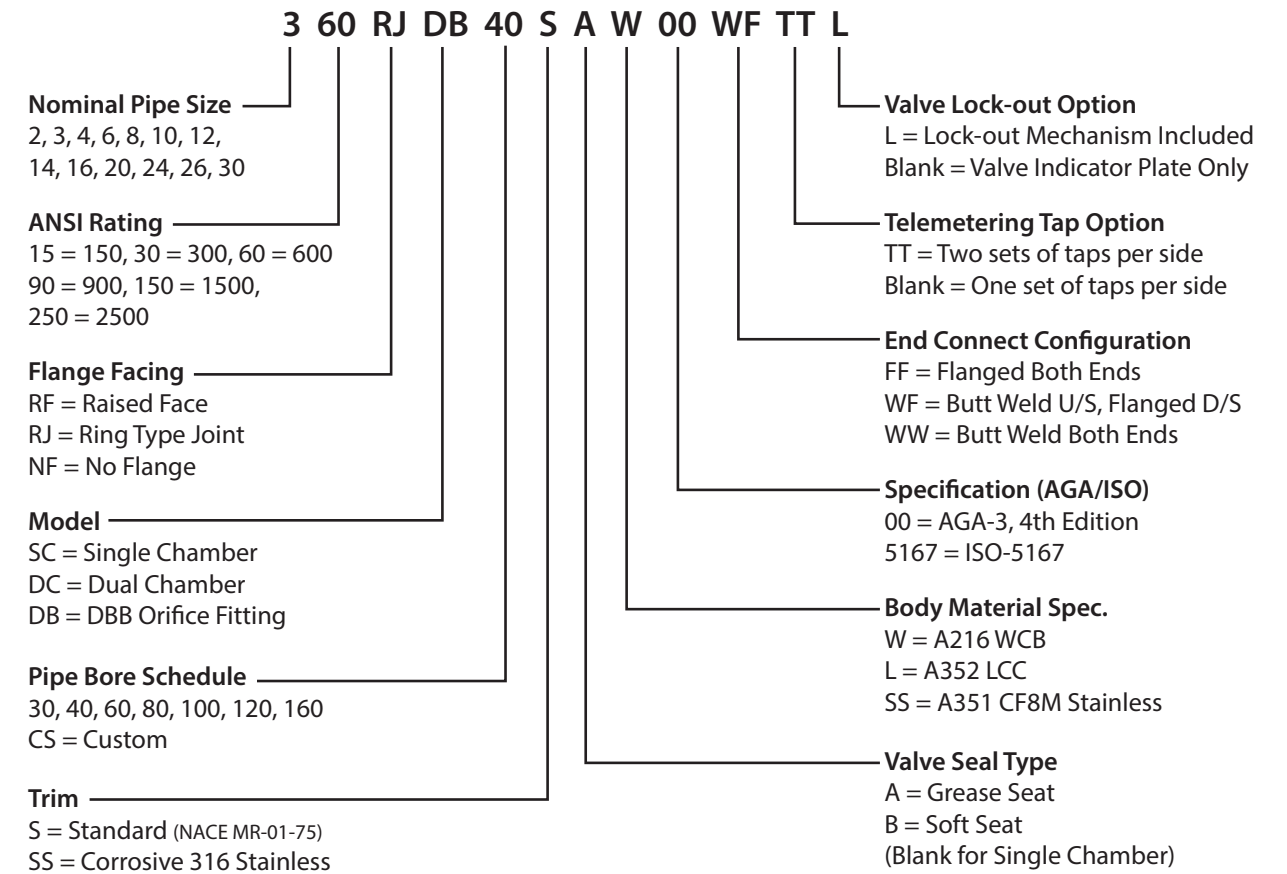 3 60 RJ DB 40 S A W 00 WF TT L
Nominal Pipe Size
2, 3, 4, 6, 8, 10, 12,
14, 16, 20, 24, 26, 30
ANSI Rating
15 = 150, 30 = 300, 60 = 600
90 = 900, 150 = 1500,
250 = 2500
Flange Facing
RF = Raised Face
RJ = Ring Type Joint
NF = No Flange
Model
SC = Single Chamber
DC = Dual Chamber
DB = DBB Orifice Fitting
Pipe Bore Schedule
30, 40, 60, 80, 100, 120, 160
CS = Custom
Trim
S = Standard (NACE MR-01-75)
SS = Corrosive 316 Stainless
Valve Lock-out Option
L = Lock-out Mechanism Included
Blank = Valve Indicator Plate Only
Telemetering Tap Option
TT = Two sets of taps per side
Blank = One set of taps per side
End Connect Configuration
FF = Flanged Both Ends
WF = Butt Weld U/S, Flanged D/S
WW = Butt Weld Both Ends
Specification (AGA/ISO)
00 = AGA-3, 4th Edition
5167 = ISO-5167
Body Material Spec.
W = A216 WCB
L = A352 LCC
SS = A351 CF8M Stainless
Valve Seal Type
A = Grease Seat
B = Soft Seat
(Blank for Single Chamber)